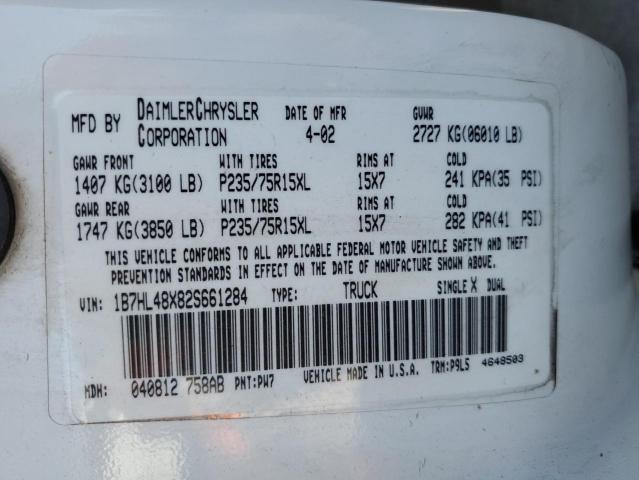 MFD BY DAIMLERCHRYSLER CORPORATION DATE OF MFR 4-02 GVWR 2727 KG(06010 LB)
GAWR FRONT WITH TIRES RIMS AT COLD
1407 KG(3100 LB) P235/75R15XL 15X7 241 KPA(35 PSI)
GAWR REAR WITH TIRES RIMS AT COLD
1747 KG(3850 LB) P235/75R15XL 15X7 282 KPA(41 PSI)
THIS VEHICLE CONFORMS TO ALL APPLICABLE FEDERAL MOTOR VEHICLE SAFETY AND THEFT
PREVENTION STANDARDS IN EFFECT ON THE DATE OF MANUFACTURE SHOWN ABOVE.
VIN: 1B7HL48X82S661284 TYPE: TRUCK SINGLE X DUAL
MDH: 040812 758AB PNT:PW7 VEHICLE MADE IN U.S.A. TRM:P9L5 4648503